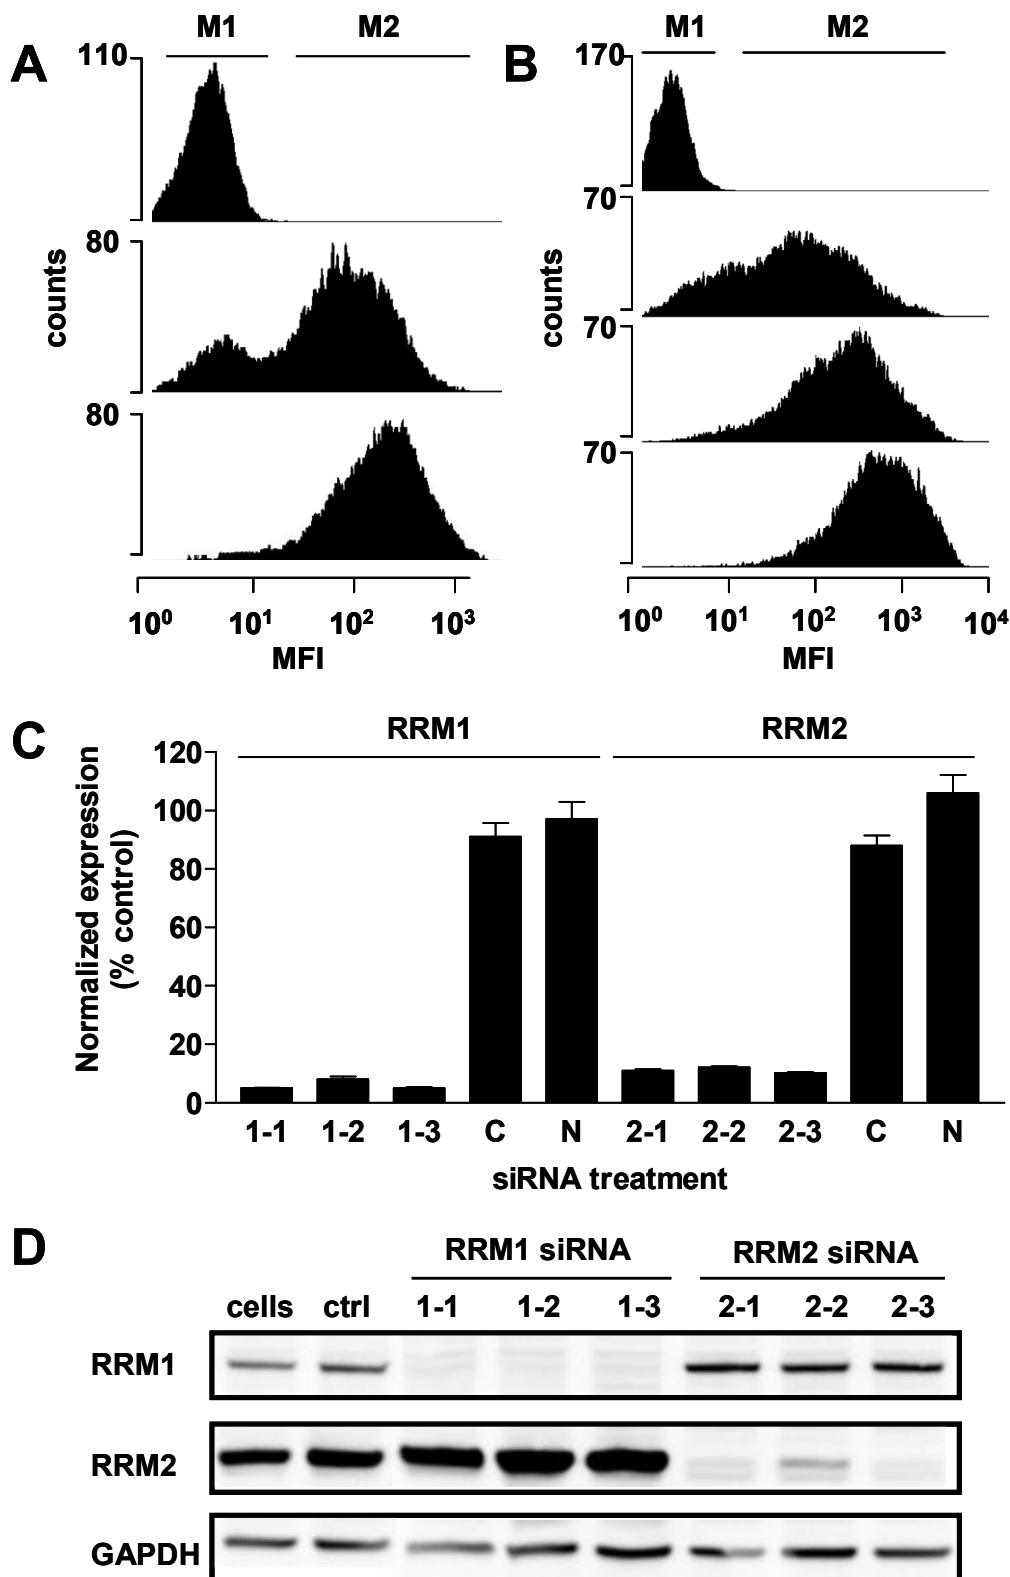 A
M1 M2
110
80
80
counts
10⁰ 10¹ 10² 10³
MFI
B
M1 M2
170
70
70
70
counts
10⁰ 10¹ 10² 10³ 10⁴
MFI
C
RRM1 RRM2
Normalized expression
(% control)
120
100
80
60
40
20
0
1-1 1-2 1-3 C N 2-1 2-2 2-3 C N
siRNA treatment
D
RRM1 siRNA RRM2 siRNA
cells ctrl 1-1 1-2 1-3 2-1 2-2 2-3
RRM1
RRM2
GAPDH